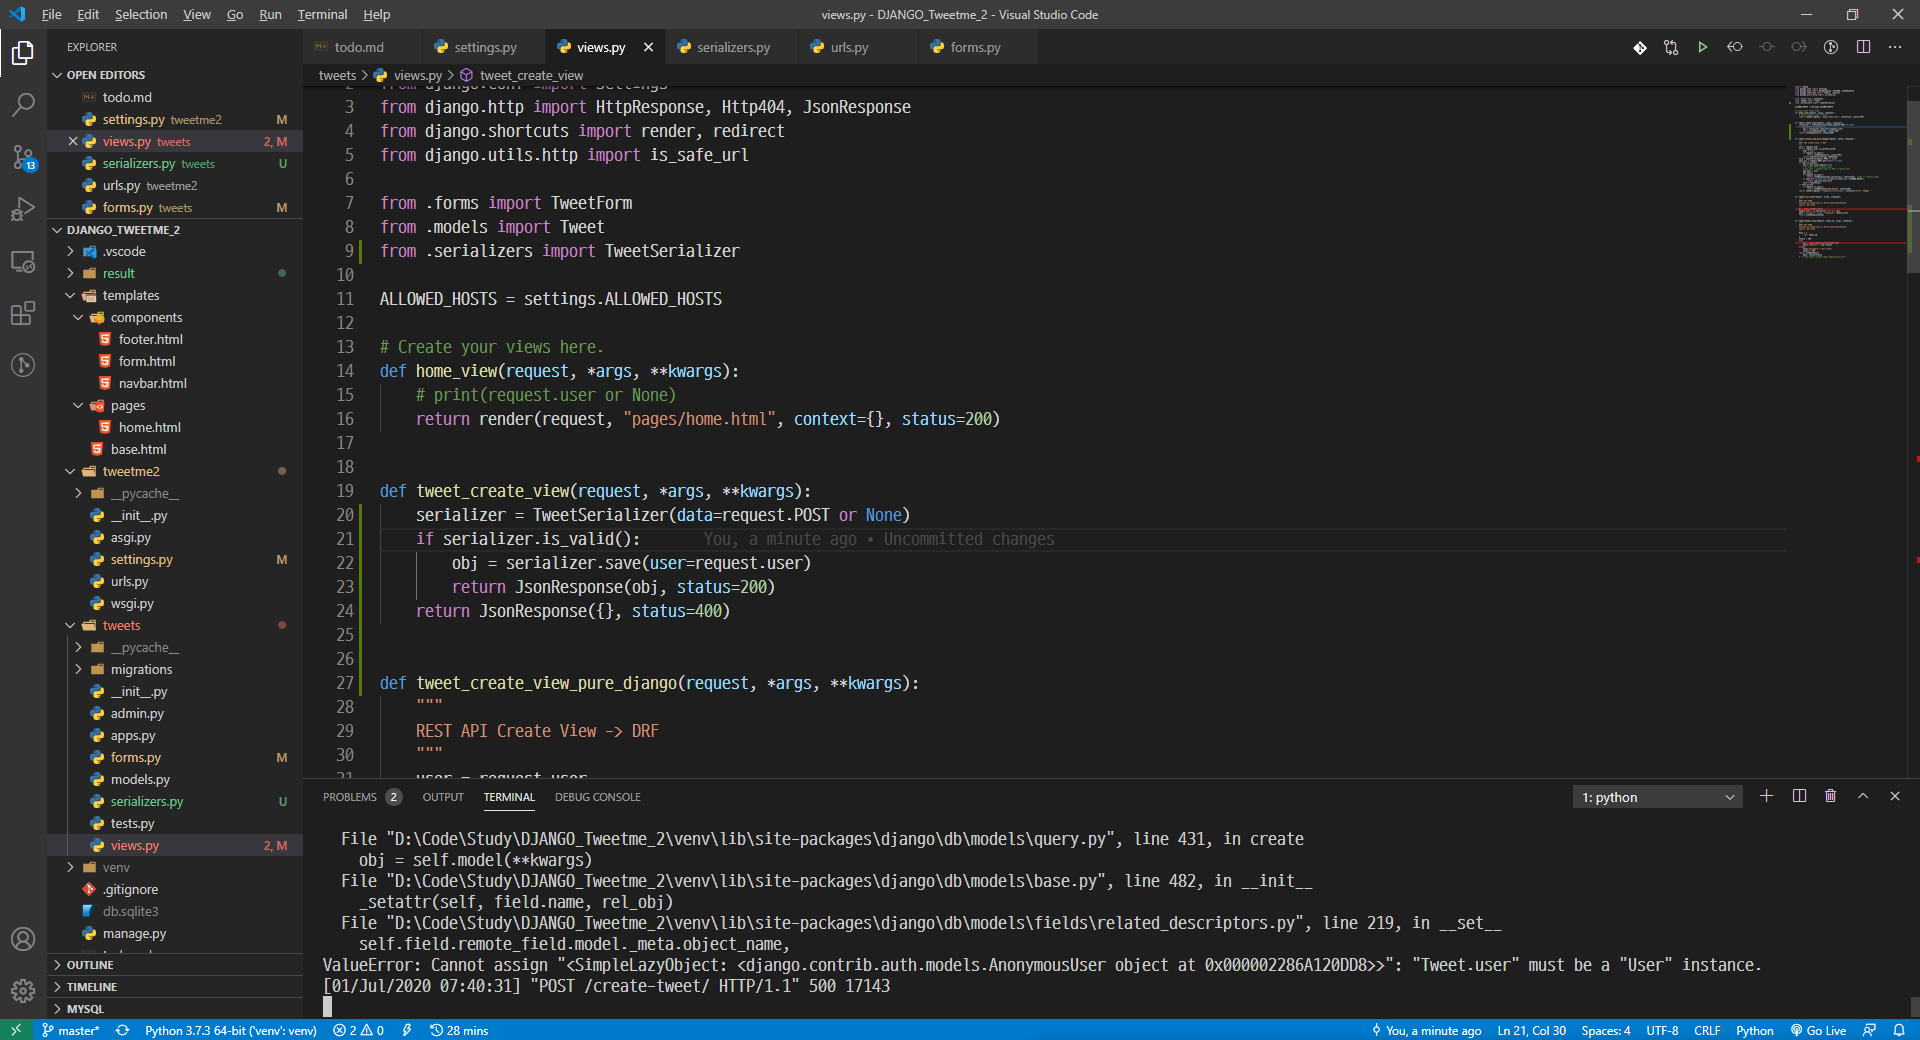 File Edit Selection View Go Run Terminal Help
views.py - DJANGO_Tweetme_2 - Visual Studio Code
EXPLORER
todo.md settings.py views.py serializers.py urls.py forms.py
OPEN EDITORS
todo.md
settings.py tweetme2 M
views.py tweets 2, M
serializers.py tweets U
urls.py tweetme2
forms.py tweets M
DJANGO_TWEETME_2
.vscode
result
templates
components
footer.html
form.html
navbar.html
pages
home.html
base.html
tweetme2
__pycache__
__init__.py
asgi.py
settings.py M
urls.py
wsgi.py
tweets
__pycache__
migrations
__init__.py
admin.py
apps.py
forms.py M
models.py
serializers.py U
tests.py
views.py 2, M
venv
.gitignore
db.sqlite3
manage.py
OUTLINE
TIMELINE
MYSQL
13
tweets > views.py > tweet_create_view
2 from django.conf import settings
3 from django.http import HttpResponse, Http404, JsonResponse
4 from django.shortcuts import render, redirect
5 from django.utils.http import is_safe_url
6
7 from .forms import TweetForm
8 from .models import Tweet
9 from .serializers import TweetSerializer
10
11 ALLOWED_HOSTS = settings.ALLOWED_HOSTS
12
13 # Create your views here.
14 def home_view(request, *args, **kwargs):
15 # print(request.user or None)
16 return render(request, "pages/home.html", context={}, status=200)
17
18
19 def tweet_create_view(request, *args, **kwargs):
20 serializer = TweetSerializer(data=request.POST or None)
21 if serializer.is_valid(): You, a minute ago • Uncommitted changes
22 obj = serializer.save(user=request.user)
23 return JsonResponse(obj, status=200)
24 return JsonResponse({}, status=400)
25
26
27 def tweet_create_view_pure_django(request, *args, **kwargs):
28 """
29 REST API Create View -> DRF
30 """
31 user = request.user
PROBLEMS 2 OUTPUT TERMINAL DEBUG CONSOLE 1: python
File "D:\Code\Study\DJANGO_Tweetme_2\venv\lib\site-packages\django\db\models\query.py", line 431, in create
obj = self.model(**kwargs)
File "D:\Code\Study\DJANGO_Tweetme_2\venv\lib\site-packages\django\db\models\base.py", line 482, in __init__
_setattr(self, field.name, rel_obj)
File "D:\Code\Study\DJANGO_Tweetme_2\venv\lib\site-packages\django\db\models\fields\related_descriptors.py", line 219, in __set__
self.field.remote_field.model._meta.object_name,
ValueError: Cannot assign "<SimpleLazyObject: <django.contrib.auth.models.AnonymousUser object at 0x000002286A120DD8>>": "Tweet.user" must be a "User" instance.
[01/Jul/2020 07:40:31] "POST /create-tweet/ HTTP/1.1" 500 17143
master* Python 3.7.3 64-bit ('venv': venv) 2 0 28 mins You, a minute ago Ln 21, Col 30 Spaces: 4 UTF-8 CRLF Python Go Live